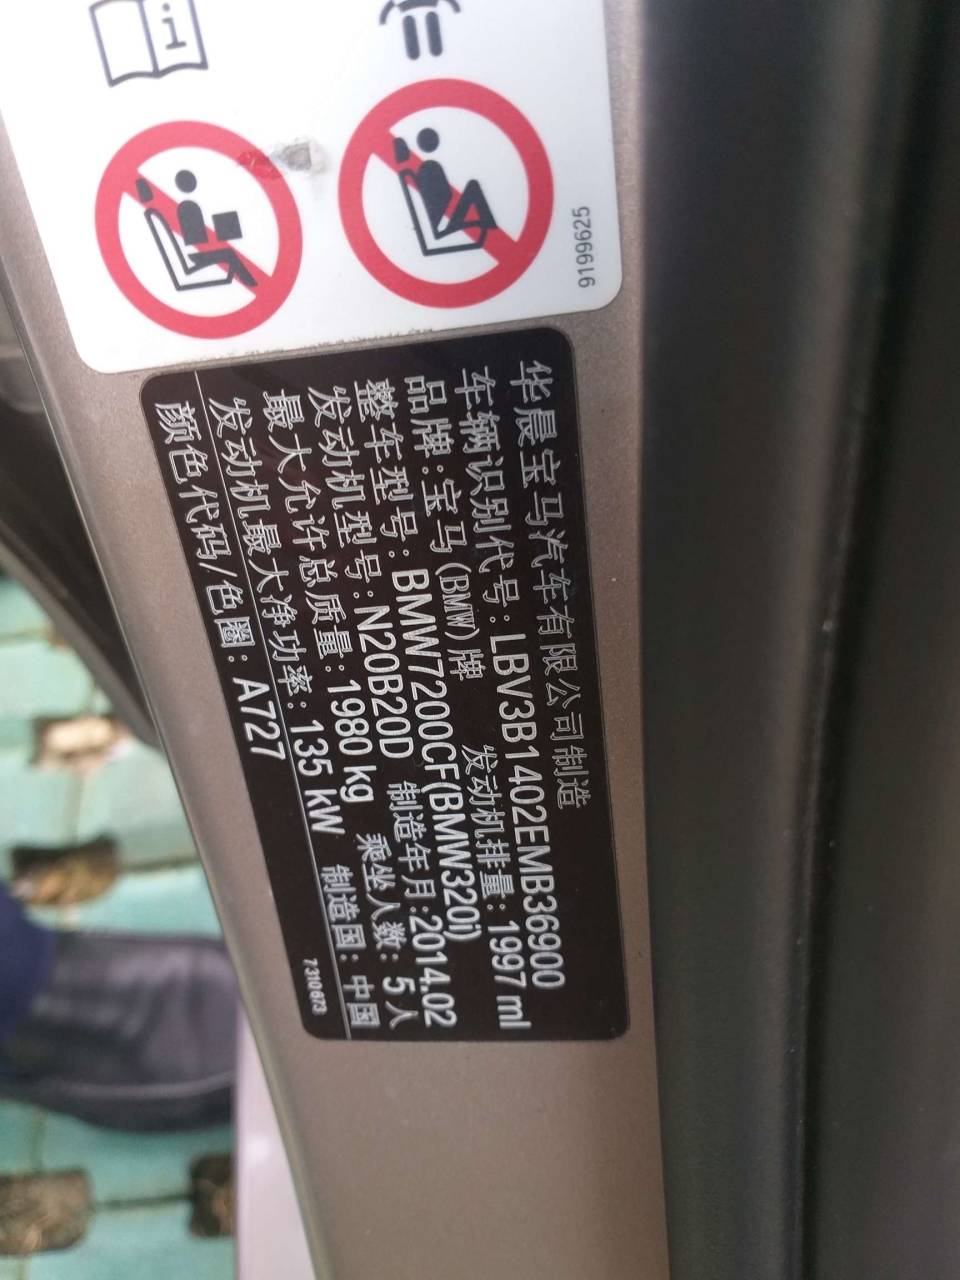 9199625
华晨宝马汽车有限公司制造
车辆识别代号:LBV3B1402EMB36900
品牌:宝马(BMW)牌 发动机排量:1997 ml
整车型号:BMW7200CF(BMW320i)
发动机型号:N20B20D 制造年月:2014.02
最大允许总质量:1980 kg 乘坐人数: 5人
发动机最大净功率:135 kW 制造国:中国
颜色代码/色圈:A727
7310673